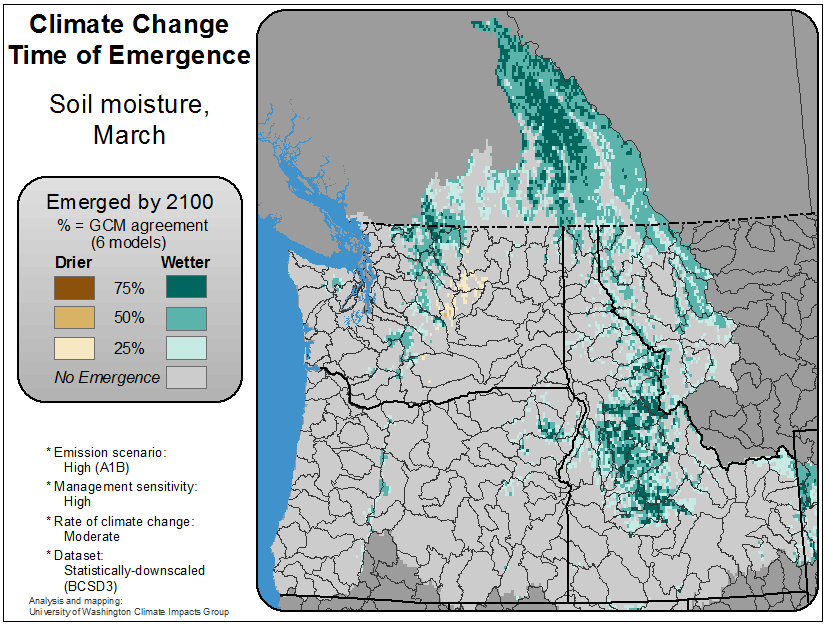 Climate Change
Time of Emergence
Soil moisture,
March
Emerged by 2100
% = GCM agreement
(6 models)
Drier Wetter
75%
50%
25%
No Emergence
* Emission scenario:
High (A1B)
* Management sensitivity:
High
* Rate of climate change:
Moderate
* Dataset:
Statistically-downscaled
(BCSD3)
Analysis and mapping:
University of Washington Climate Impacts Group